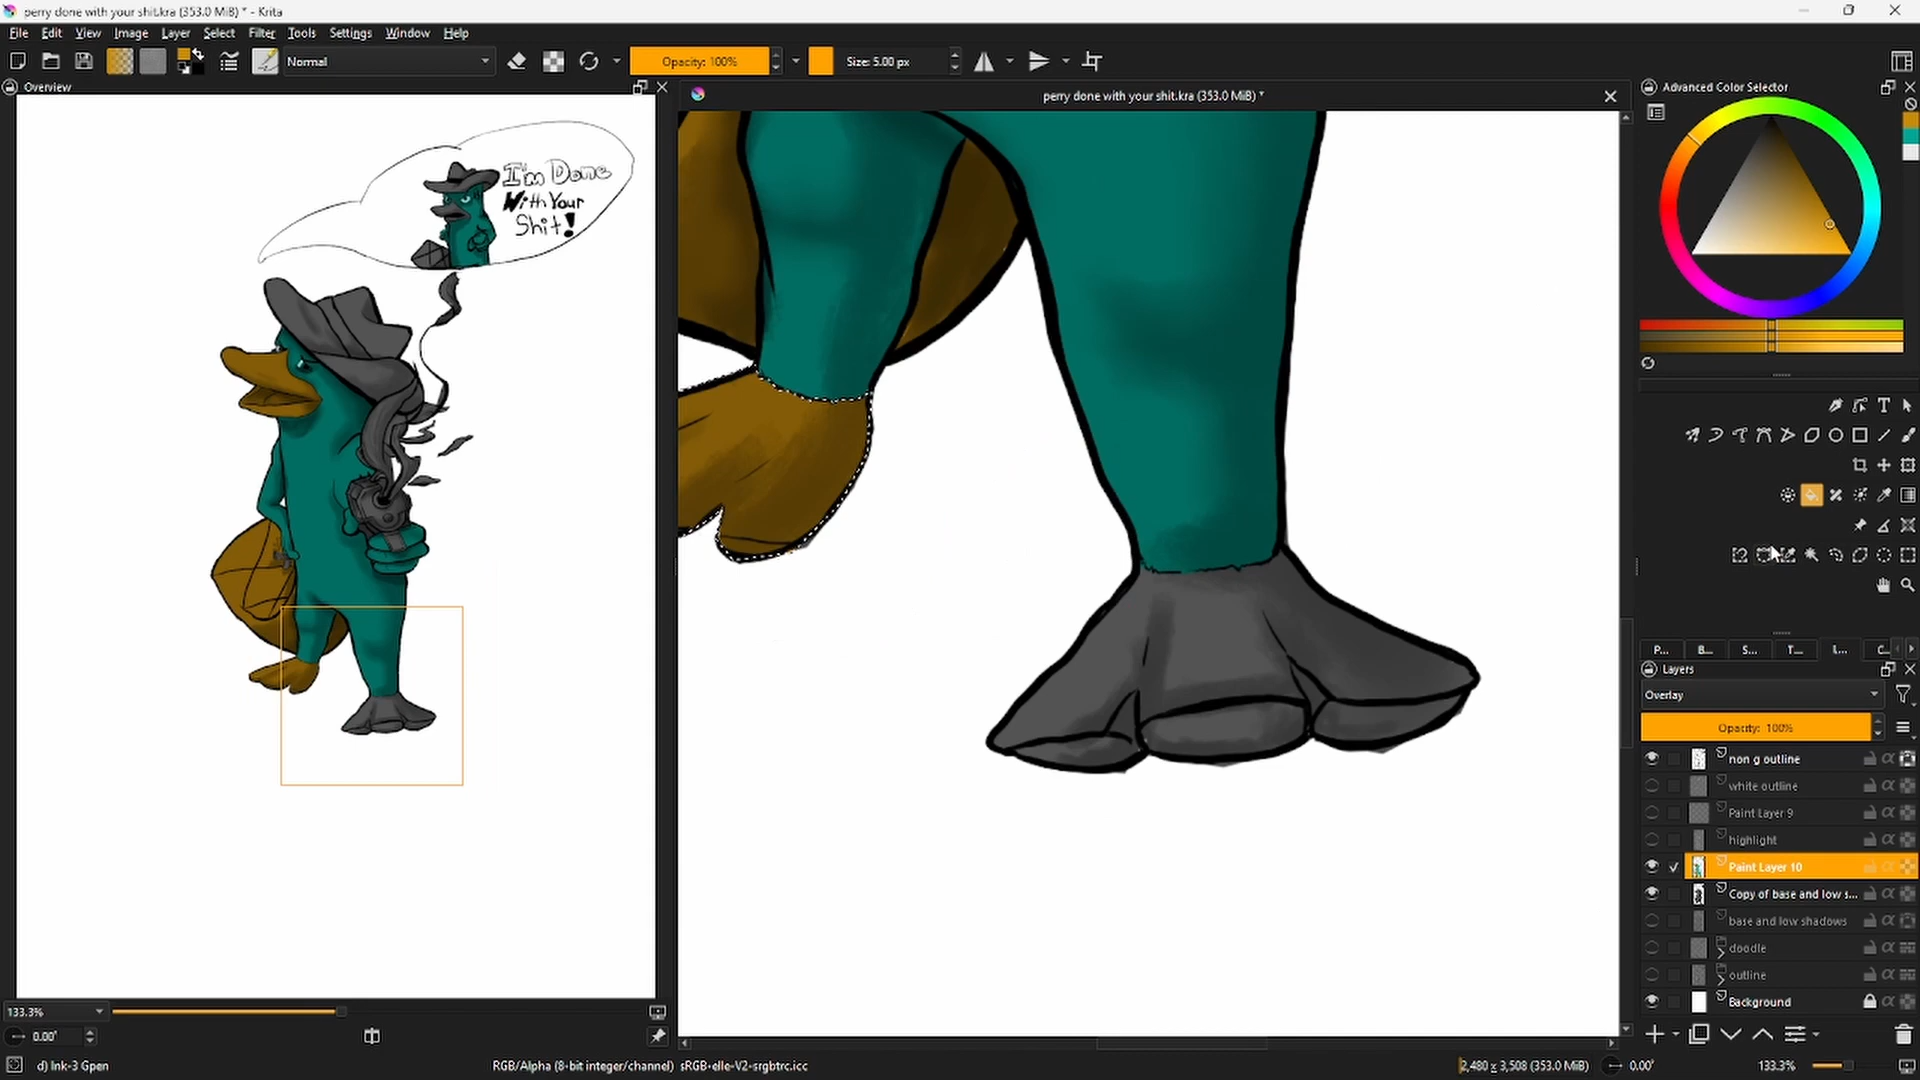 perry done with your shit.kra (353.0 MiB) * - Krita
File Edit View Image Layer Select Filter Tools Settings Window Help
Normal
Opacity: 100%
Size: 5.00 px
Overview
perry done with your shit.kra (353.0 MiB) *
Advanced Color Selector
I'm Done
With Your
Shit!
P... B... S... T... L... C...
Layers
Overlay
Opacity: 100%
non g outline
white outline
Paint Layer 9
highlight
Paint Layer 10
Copy of base and low s...
base and low shadows
doodle
outline
Background
133.3%
0.00°
d) Ink-3 Gpen
RGB/Alpha (8-bit integer/channel) sRGB-elle-V2-srgbtrc.icc
2,480 x 3,508 (353.0 MiB)
0.00°
133.3%